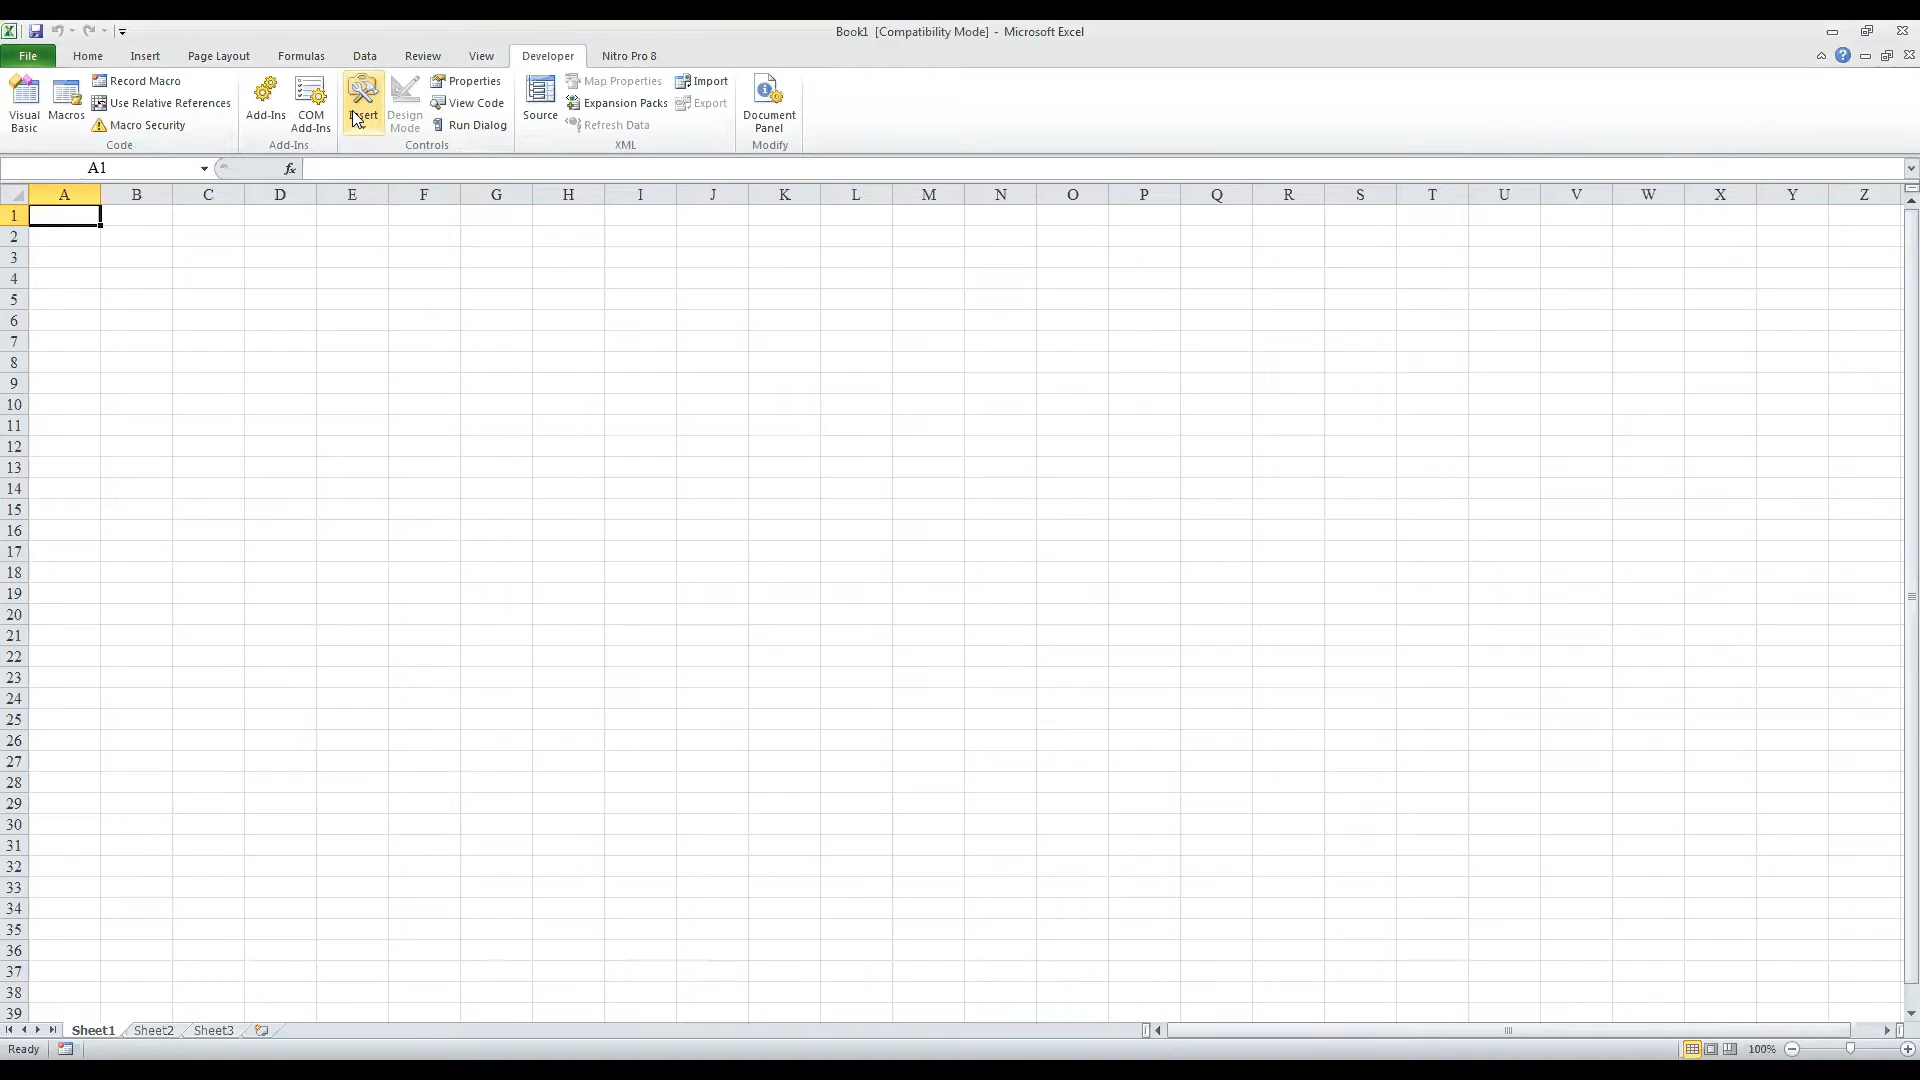 Book1 [Compatibility Mode] - Microsoft Excel
File Home Insert Page Layout Formulas Data Review View Developer Nitro Pro 8
Visual Basic
Macros
Record Macro
Use Relative References
Macro Security
Code
Add-Ins
COM Add-Ins
Add-Ins
Insert
Design Mode
Properties
View Code
Run Dialog
Controls
Source
Map Properties
Expansion Packs
Refresh Data
Import
Export
XML
Document Panel
Modify
A1
fx
A B C D E F G H I J K L M N O P Q R S T U V W X Y Z
1
2
3
4
5
6
7
8
9
10
11
12
13
14
15
16
17
18
19
20
21
22
23
24
25
26
27
28
29
30
31
32
33
34
35
36
37
38
39
Sheet1 Sheet2 Sheet3
Ready
100%